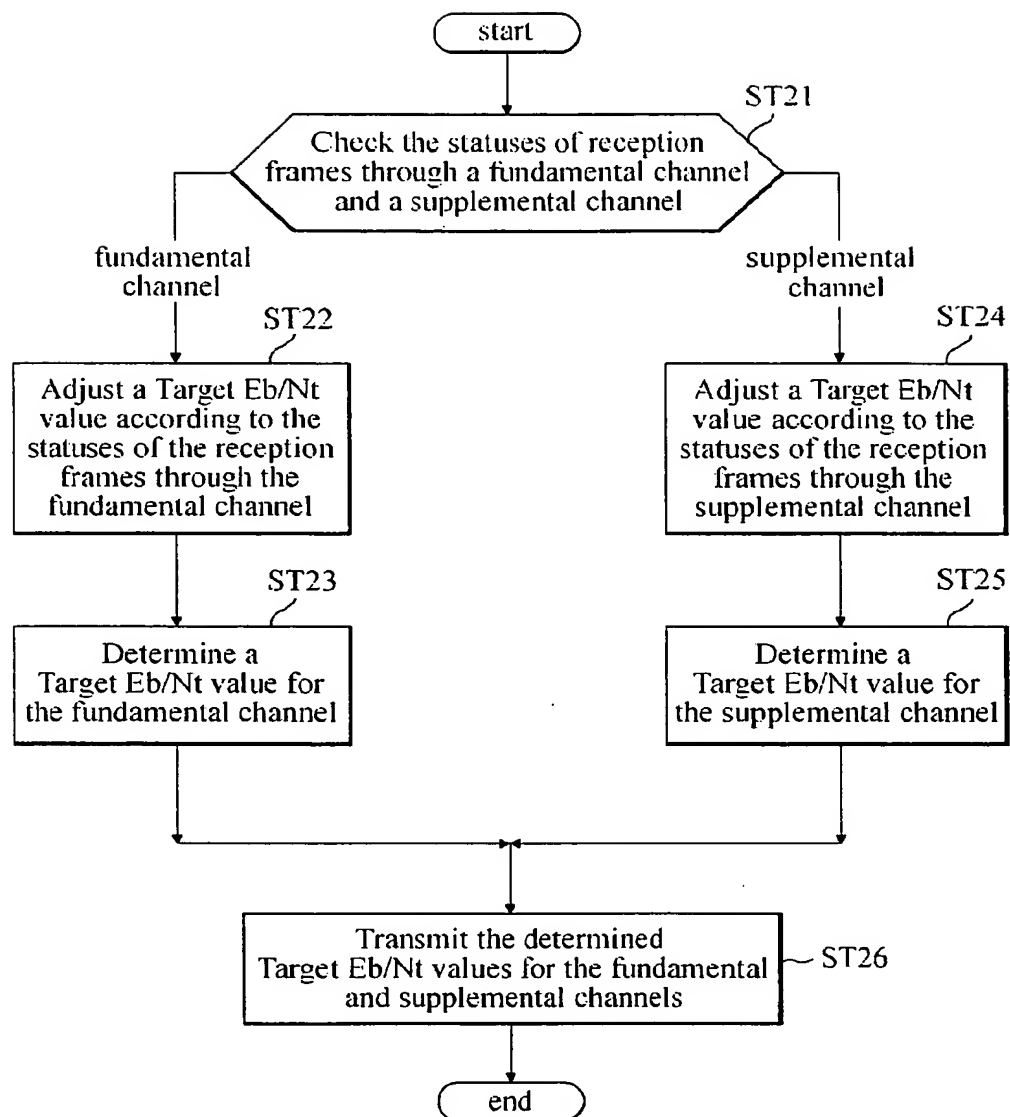 start
ST21
Check the statuses of reception
frames through a fundamental channel
and a supplemental channel
fundamental
channel
supplemental
channel
ST22
Adjust a Target Eb/Nt
value according to the
statuses of the reception
frames through the
fundamental channel
ST24
Adjust a Target Eb/Nt
value according to the
statuses of the reception
frames through the
supplemental channel
ST23
Determine a
Target Eb/Nt value for
the fundamental channel
ST25
Determine a
Target Eb/Nt value for
the supplemental channel
Transmit the determined
Target Eb/Nt values for the fundamental
and supplemental channels
ST26
end